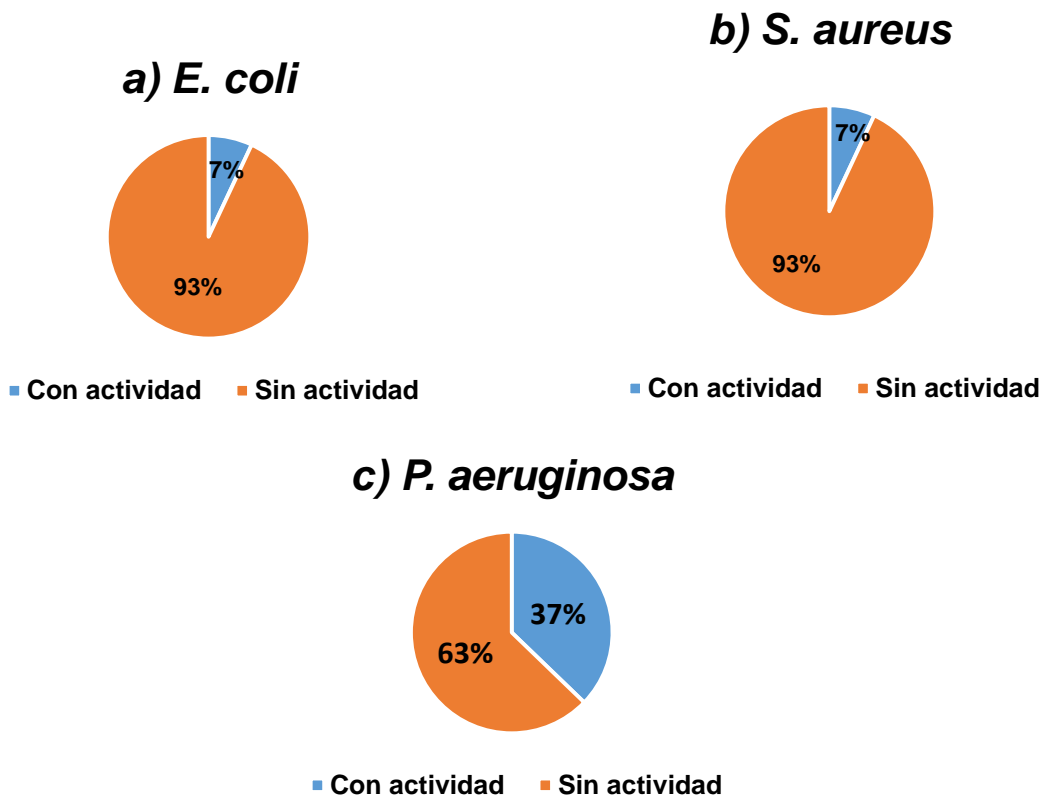 a) E. coli
7%
93%
Con actividad Sin actividad
b) S. aureus
7%
93%
Con actividad Sin actividad
c) P. aeruginosa
37%
63%
Con actividad Sin actividad